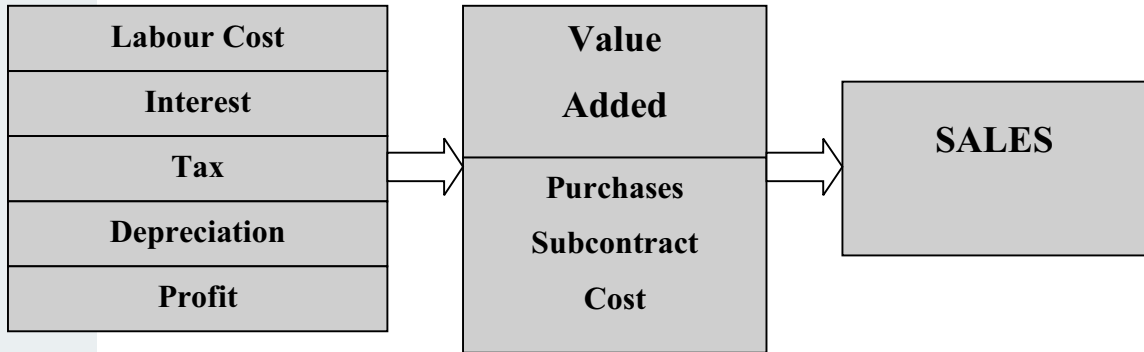 Labour Cost
Interest
Tax
Depreciation
Profit
Value
Added
Purchases
Subcontract
Cost
SALES